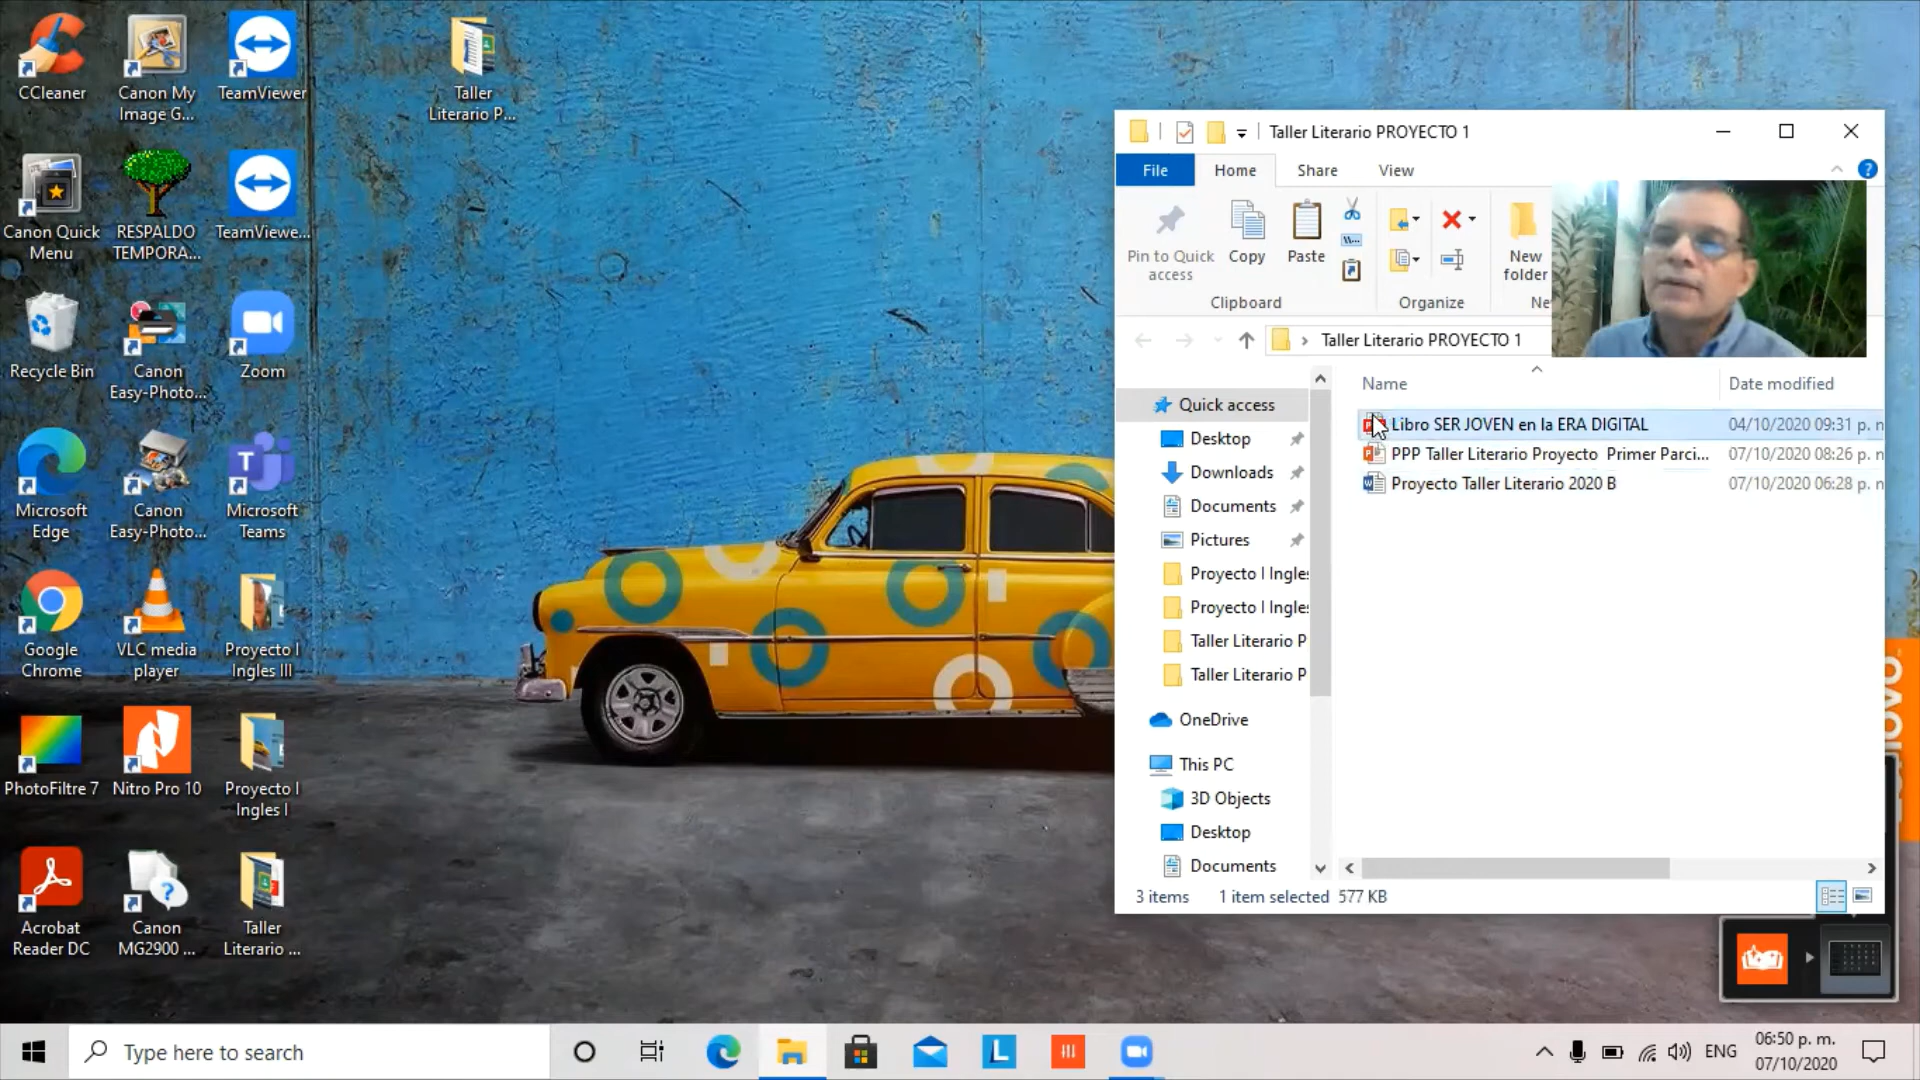 CCleaner
Canon My
Image G...
TeamViewer
Taller
Literario P...
Canon Quick
Menu
RESPALDO
TEMPORA...
TeamViewe...
Recycle Bin
Canon
Easy-Photo...
Zoom
Microsoft
Edge
Canon
Easy-Photo...
Microsoft
Teams
Google
Chrome
VLC media
player
Proyecto I
Ingles III
PhotoFiltre 7
Nitro Pro 10
Proyecto I
Ingles I
Acrobat
Reader DC
Canon
MG2900 ...
Taller
Literario ...
Taller Literario PROYECTO 1
File
Home
Share
View
Pin to Quick
access
Copy
Paste
New
folder
Clipboard
Organize
Ne
Taller Literario PROYECTO 1
Name
Date modified
Quick access
Desktop
Downloads
Documents
Pictures
Proyecto I Ingles
Proyecto I Ingles
Taller Literario P
Taller Literario P
OneDrive
This PC
3D Objects
Desktop
Documents
Libro SER JOVEN en la ERA DIGITAL
04/10/2020 09:31 p. n
PPP Taller Literario Proyecto Primer Parci...
07/10/2020 08:26 p. n
Proyecto Taller Literario 2020 B
07/10/2020 06:28 p. n
3 items
1 item selected 577 KB
Type here to search
ENG
06:50 p. m.
07/10/2020